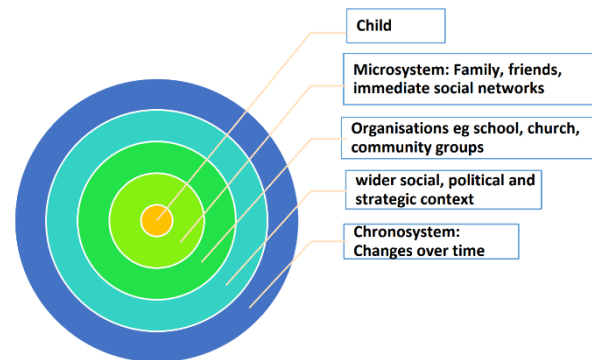 Child
Microsystem: Family, friends,
immediate social networks
Organisations eg school, church,
community groups
wider social, political and
strategic context
Chronosystem:
Changes over time